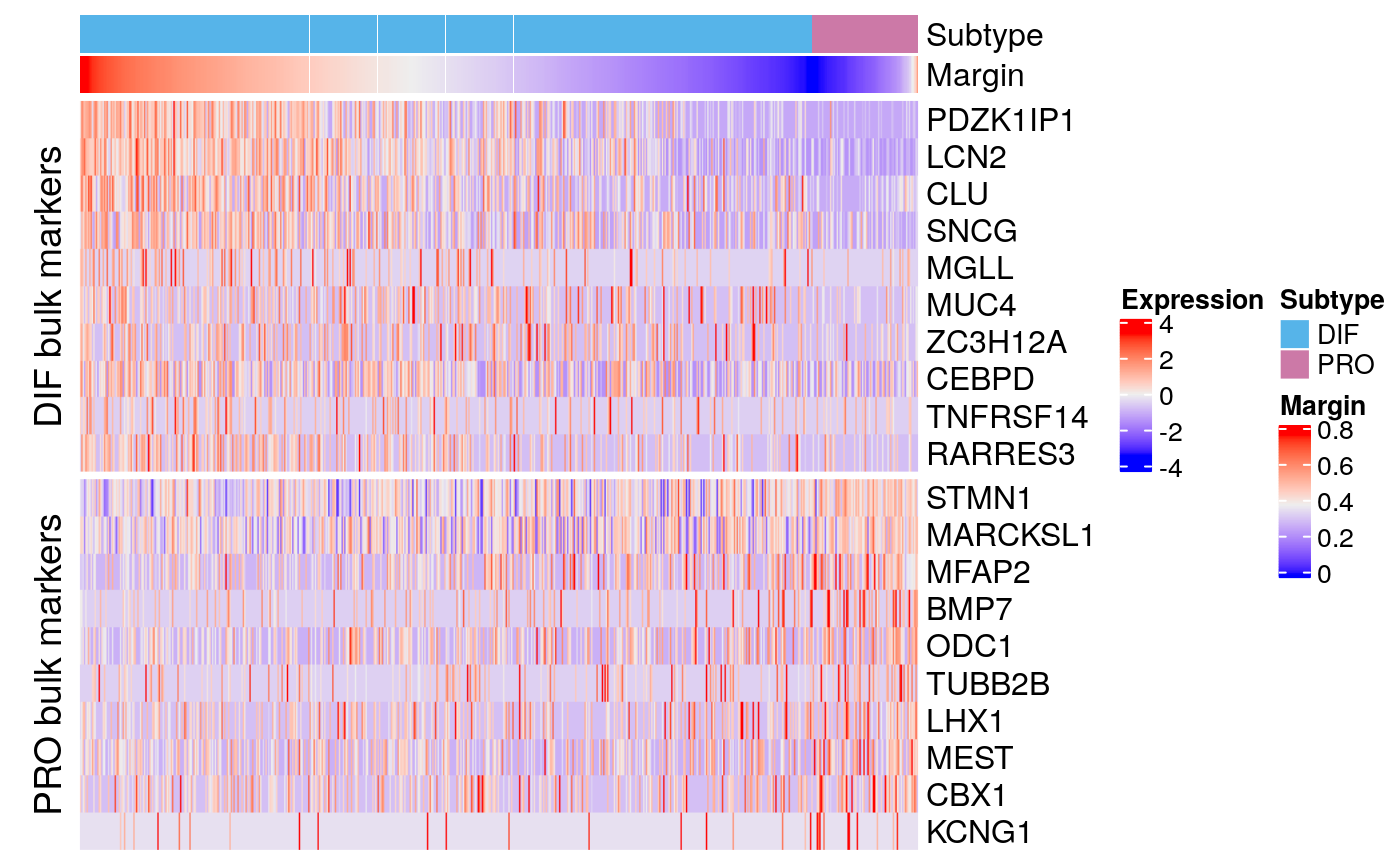 Subtype
Margin
DIF bulk markers
PDZK1IP1
LCN2
CLU
SNCG
MGLL
MUC4
ZC3H12A
CEBPD
TNFRSF14
RARRES3
PRO bulk markers
STMN1
MARCKSL1
MFAP2
BMP7
ODC1
TUBB2B
LHX1
MEST
CBX1
KCNG1
Expression
4
2
0
-2
-4
Subtype
DIF
PRO
Margin
0.8
0.6
0.4
0.2
0